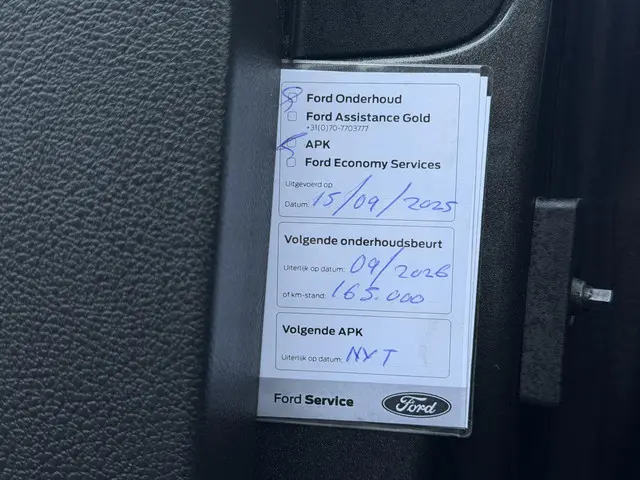 Ford Onderhoud
Ford Assistance Gold
+31(0)70-7703777
APK
Ford Economy Services
Uitgevoerd op
Datum: 15/09/2025
Volgende onderhoudsbeurt
Uiterlijk op datum: 09/2026
of km-stand: 165.000
Volgende APK
Uiterlijk op datum: NVT
Ford Service
Ford